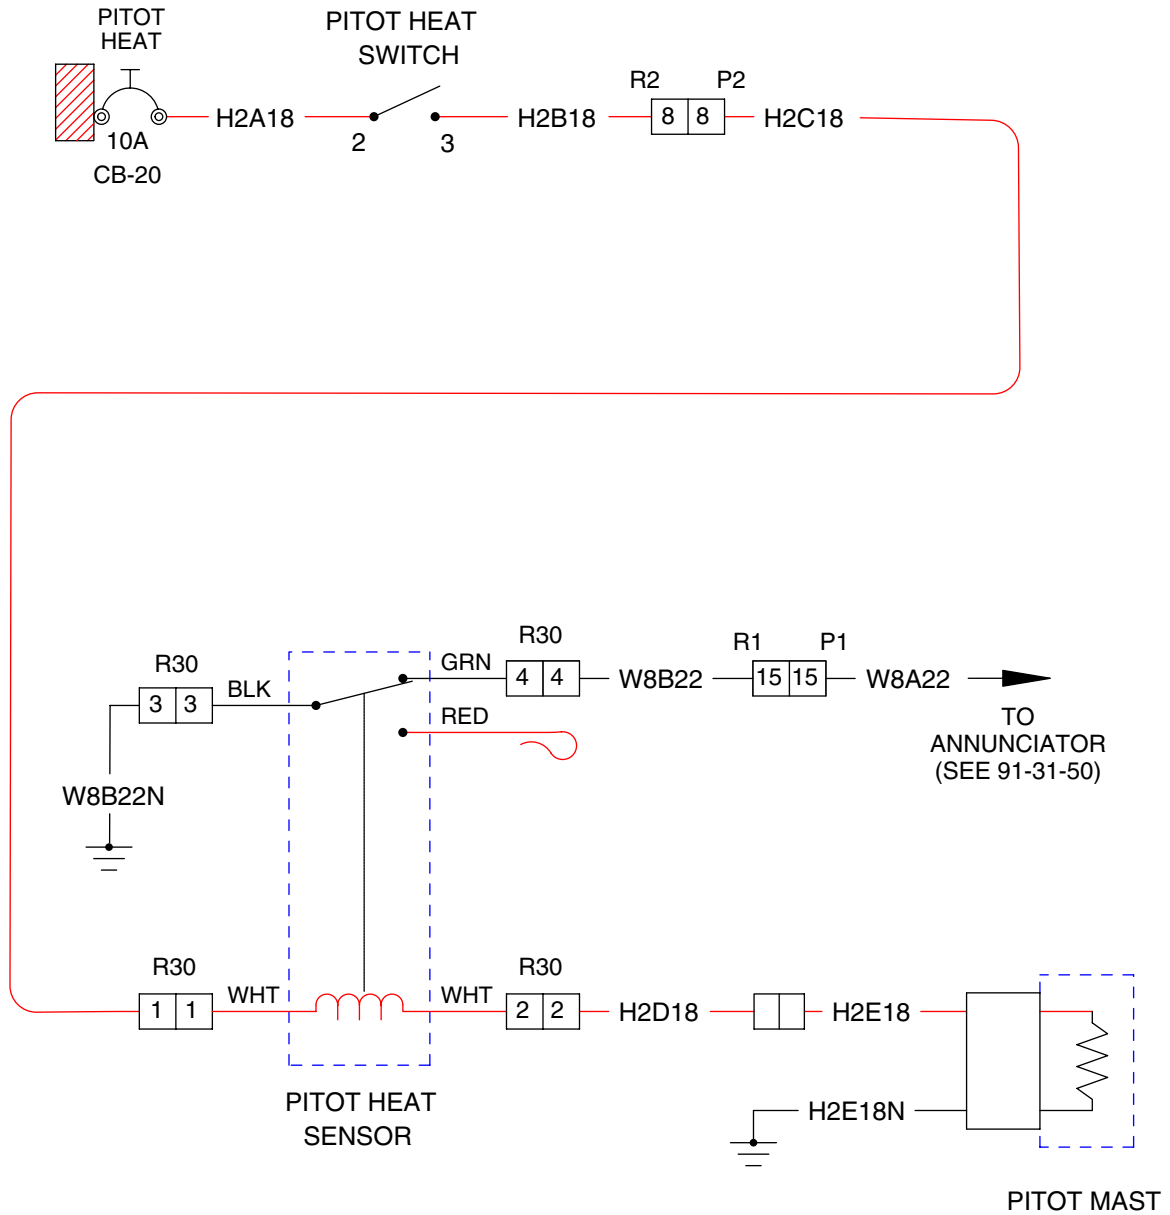 PITOT
HEAT
10A
CB-20
H2A18
PITOT HEAT
SWITCH
2
3
H2B18
R2
P2
8 8
H2C18
R30
3 3
BLK
W8B22N
GRN
RED
R30
4 4
W8B22
R1
P1
15 15
W8A22
TO
ANNUNCIATOR
(SEE 91-31-50)
R30
1 1
WHT
WHT
PITOT HEAT
SENSOR
R30
2 2
H2D18
H2E18
H2E18N
PITOT MAST